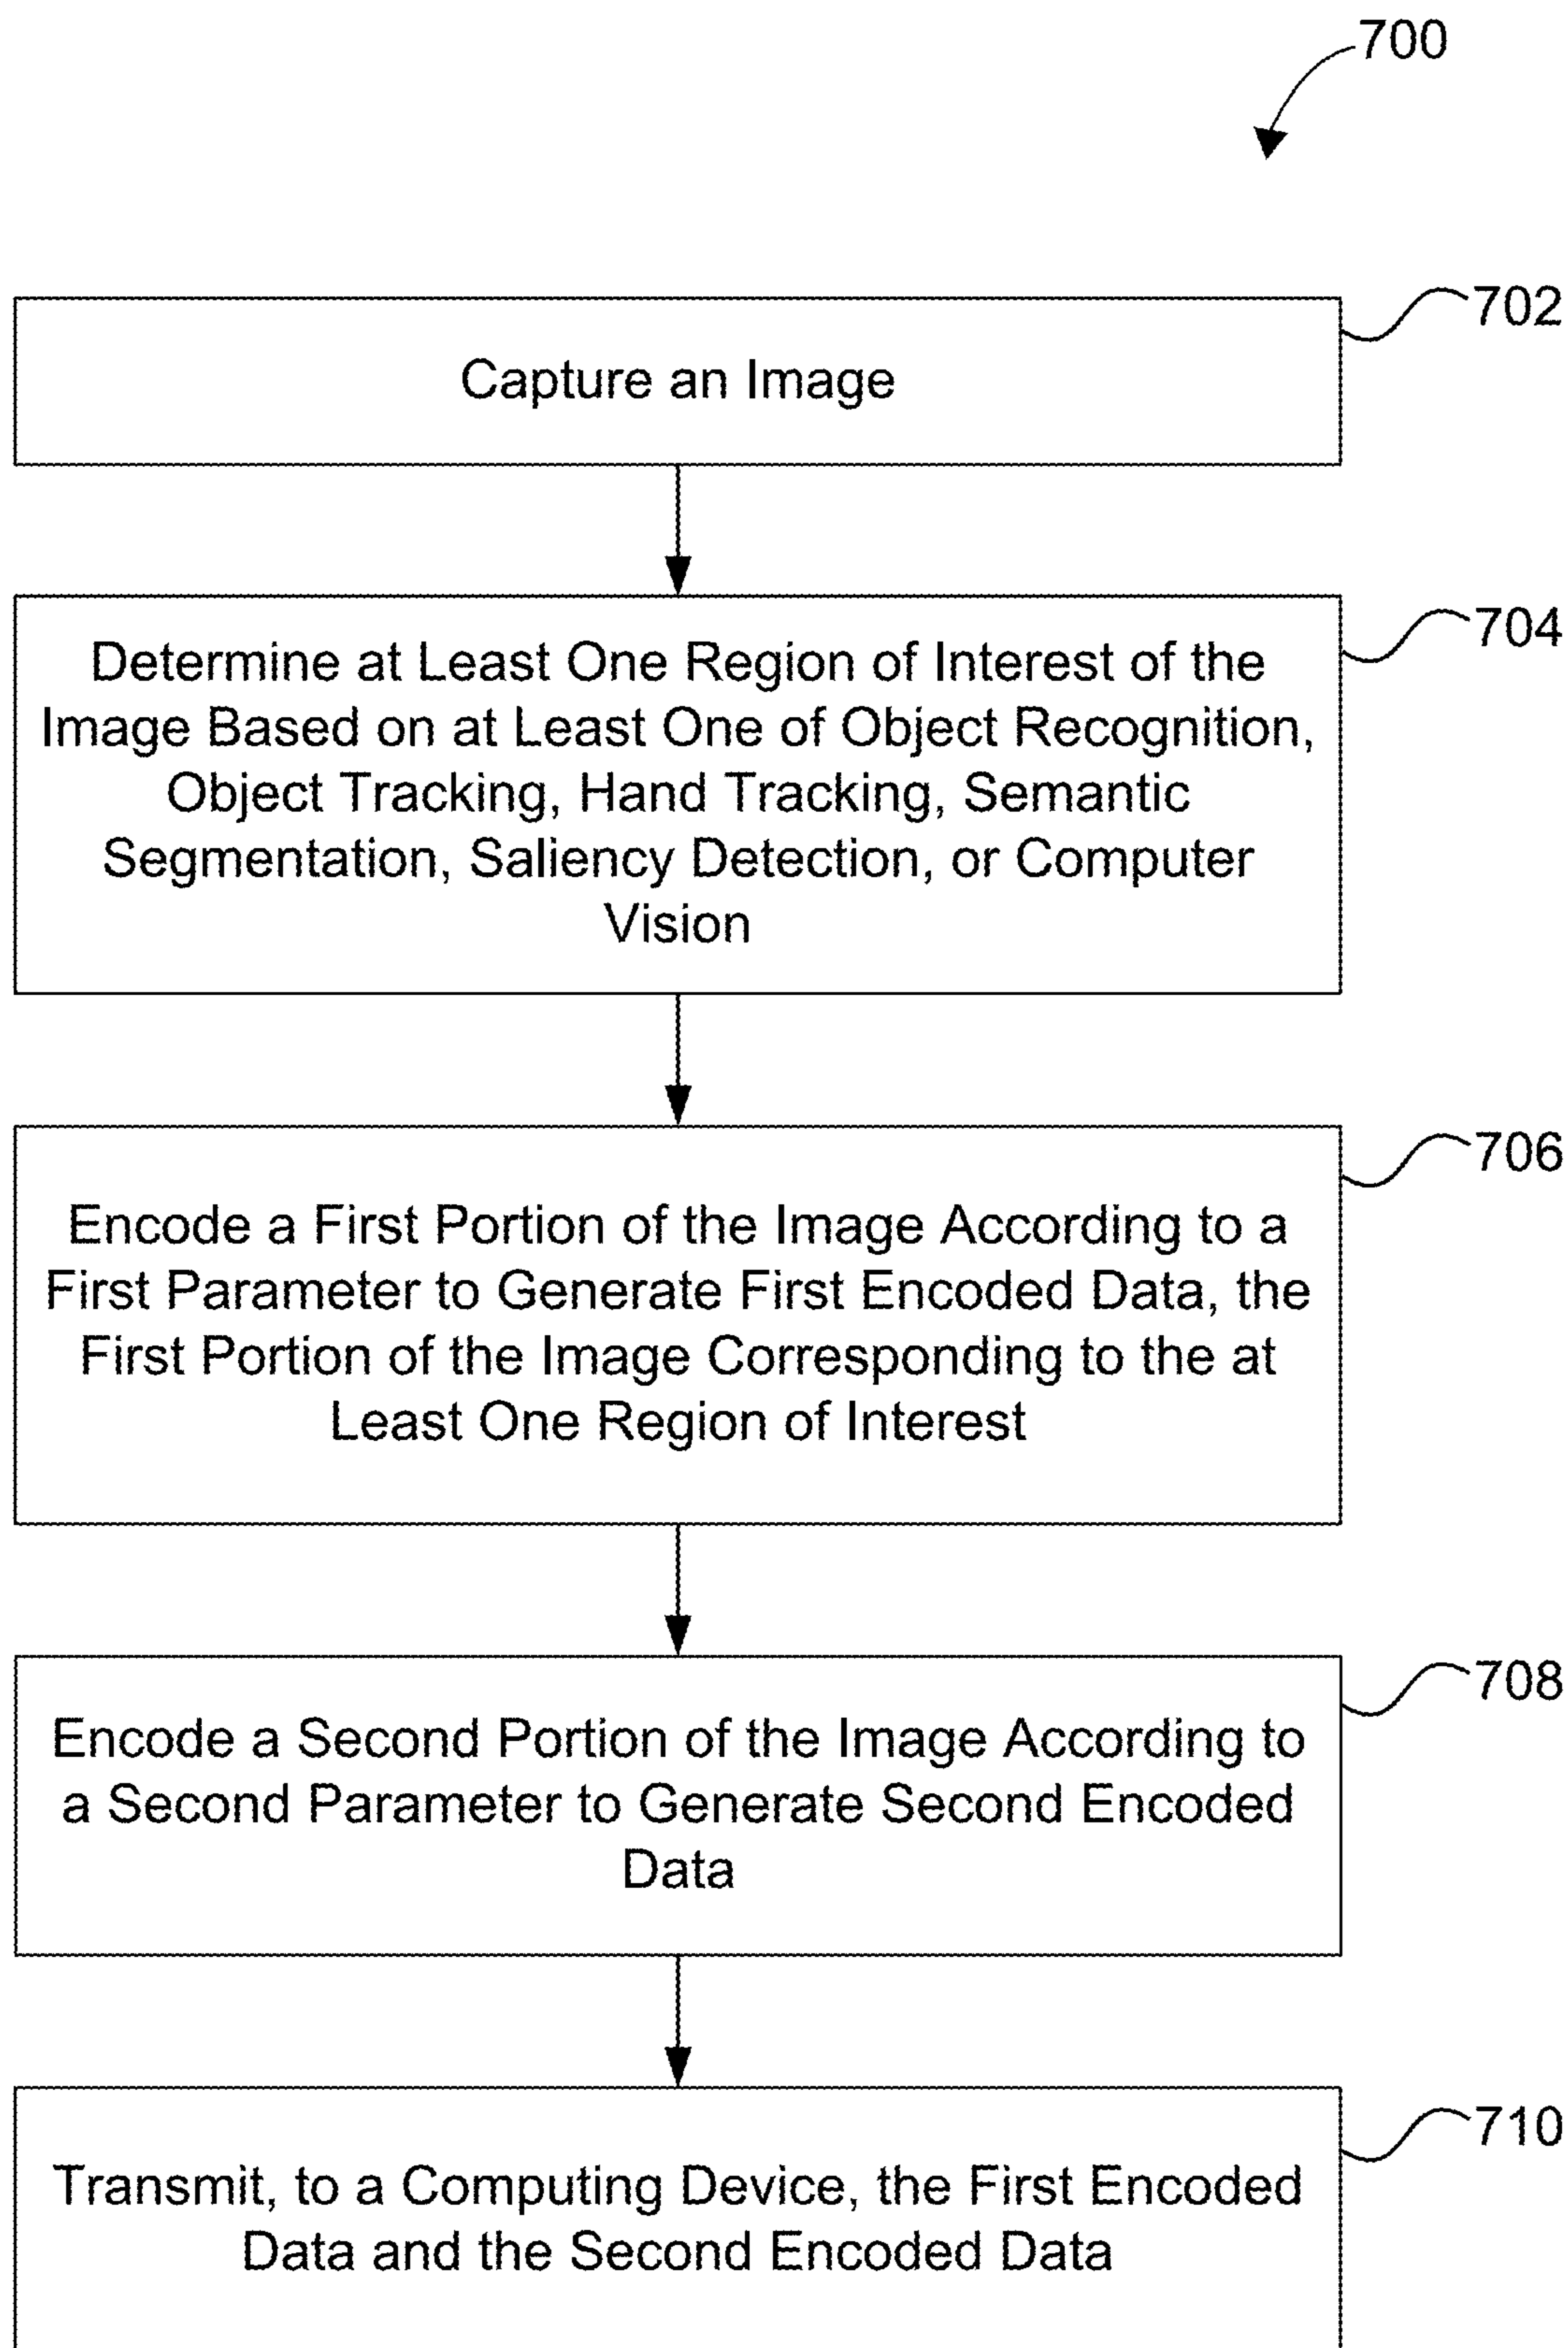 700
702
Capture an Image
704
Determine at Least One Region of Interest of the
Image Based on at Least One of Object Recognition,
Object Tracking, Hand Tracking, Semantic
Segmentation, Saliency Detection, or Computer
Vision
706
Encode a First Portion of the Image According to a
First Parameter to Generate First Encoded Data, the
First Portion of the Image Corresponding to the at
Least One Region of Interest
708
Encode a Second Portion of the Image According to
a Second Parameter to Generate Second Encoded
Data
710
Transmit, to a Computing Device, the First Encoded
Data and the Second Encoded Data